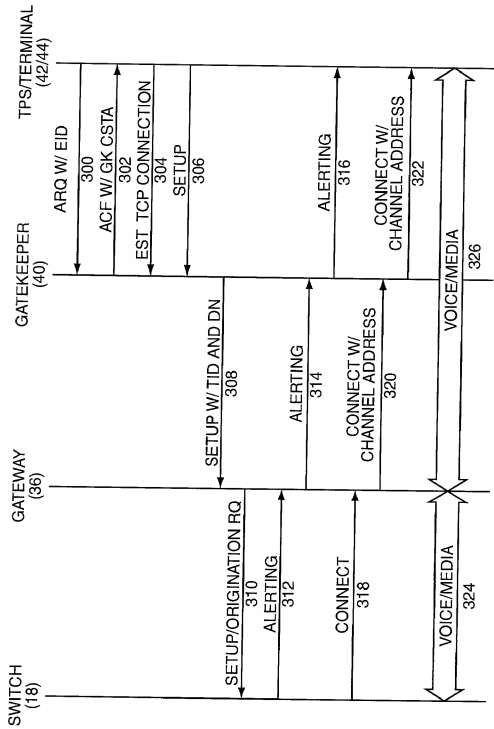 SWITCH
(18)
GATEWAY
(36)
GATEKEEPER
(40)
TPS/TERMINAL
(42/44)
ARQ W/ EID
300
ACF W/ GK CSTA
302
EST TCP CONNECTION
304
SETUP
306
SETUP W/ TID AND DN
308
SETUP/ORIGINATION RQ
310
ALERTING
312
ALERTING
314
ALERTING
316
CONNECT
318
CONNECT W/
CHANNEL ADDRESS
320
CONNECT W/
CHANNEL ADDRESS
322
VOICE/MEDIA
324
VOICE/MEDIA
326